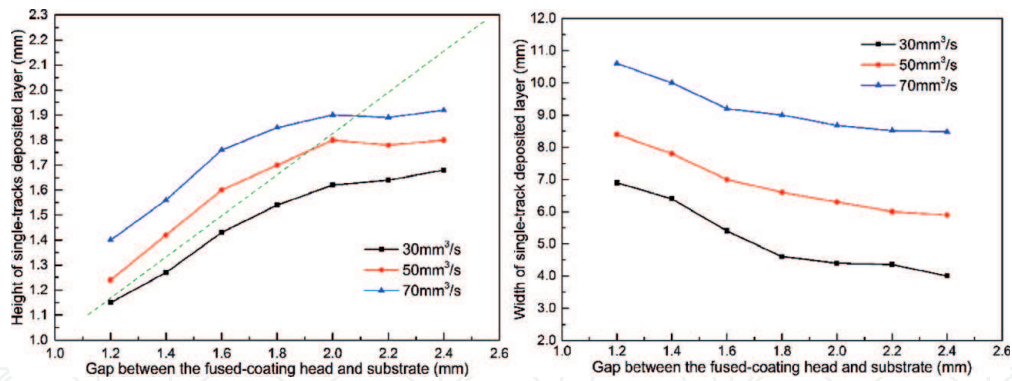 2.3
2.2
2.1
2.0
1.9
1.8
1.7
1.6
1.5
1.4
1.3
1.2
1.1
1.0
Height of single-tracks deposited layer (mm)
30mm³/s
50mm³/s
70mm³/s
1.0 1.2 1.4 1.6 1.8 2.0 2.2 2.4 2.6
Gap between the fused-coating head and substrate (mm)
12.0
11.0
10.0
9.0
8.0
7.0
6.0
5.0
4.0
3.0
2.0
Width of single-track deposited layer (mm)
30mm³/s
50mm³/s
70mm³/s
1.0 1.2 1.4 1.6 1.8 2.0 2.2 2.4 2.6
Gap between the fused-coating head and substrate (mm)